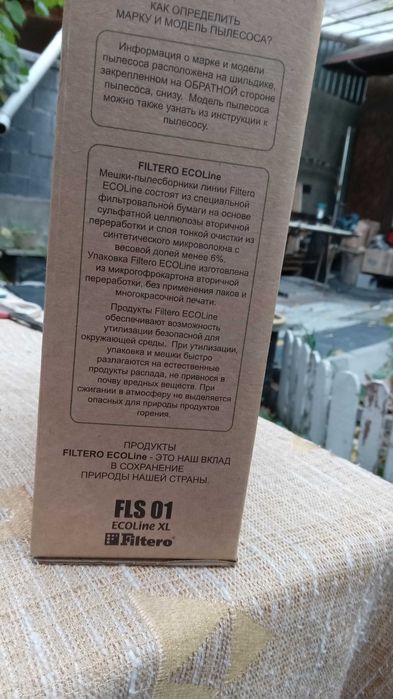 КАК ОПРЕДЕЛИТЬ
МАРКУ И МОДЕЛЬ ПЫЛЕСОСА?
Информация о марке и модели
пылесоса расположена на шильдике,
закрепленном на ОБРАТНОЙ стороне
пылесоса, снизу. Модель пылесоса
можно также узнать из инструкции к
пылесосу.
FILTERO ECOLine
Мешки-пылесборники линии Filtero
ECOLine состоят из специальной
фильтровальной бумаги на основе
сульфатной целлюлозы вторичной
переработки и слоя тонкой очистки из
синтетического микроволокна с
весовой долей менее 6%.
Упаковка Filtero ECOLine изготовлена
из микрогофрокартона вторичной
переработки, без применения лаков и
многокрасочной печати.
Продукты Filtero ECOLine
обеспечивают возможность
утилизации безопасной для
окружающей среды. При утилизации,
упаковка и мешки быстро
разлагаются на естественные
продукты распада, не привнося в
почву вредных веществ. При
сжигании в атмосферу не выделяется
опасных для природы продуктов
горения.
ПРОДУКТЫ
FILTERO ECOLine - ЭТО НАШ ВКЛАД
В СОХРАНЕНИЕ
ПРИРОДЫ НАШЕЙ СТРАНЫ.
FLS 01
ECOLine XL
Filtero